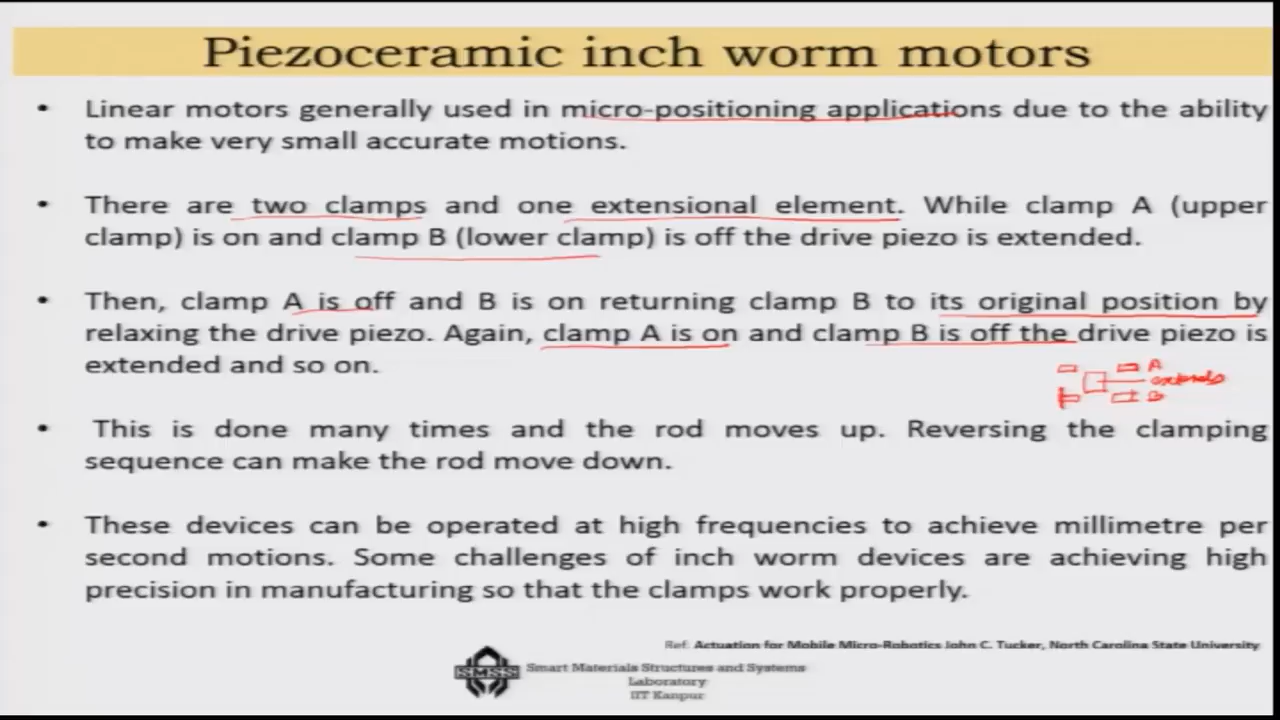 Piezoceramic inch worm motors
• Linear motors generally used in micro-positioning applications due to the ability
to make very small accurate motions.
• There are two clamps and one extensional element. While clamp A (upper
clamp) is on and clamp B (lower clamp) is off the drive piezo is extended.
• Then, clamp A is off and B is on returning clamp B to its original position by
relaxing the drive piezo. Again, clamp A is on and clamp B is off the drive piezo is
extended and so on.
A
extends
B
• This is done many times and the rod moves up. Reversing the clamping
sequence can make the rod move down.
• These devices can be operated at high frequencies to achieve millimetre per
second motions. Some challenges of inch worm devices are achieving high
precision in manufacturing so that the clamps work properly.
Ref: Actuation for Mobile Micro-Robotics John C. Tucker, North Carolina State University
SMSS
Smart Materials Structures and Systems
Laboratory
IIT Kanpur